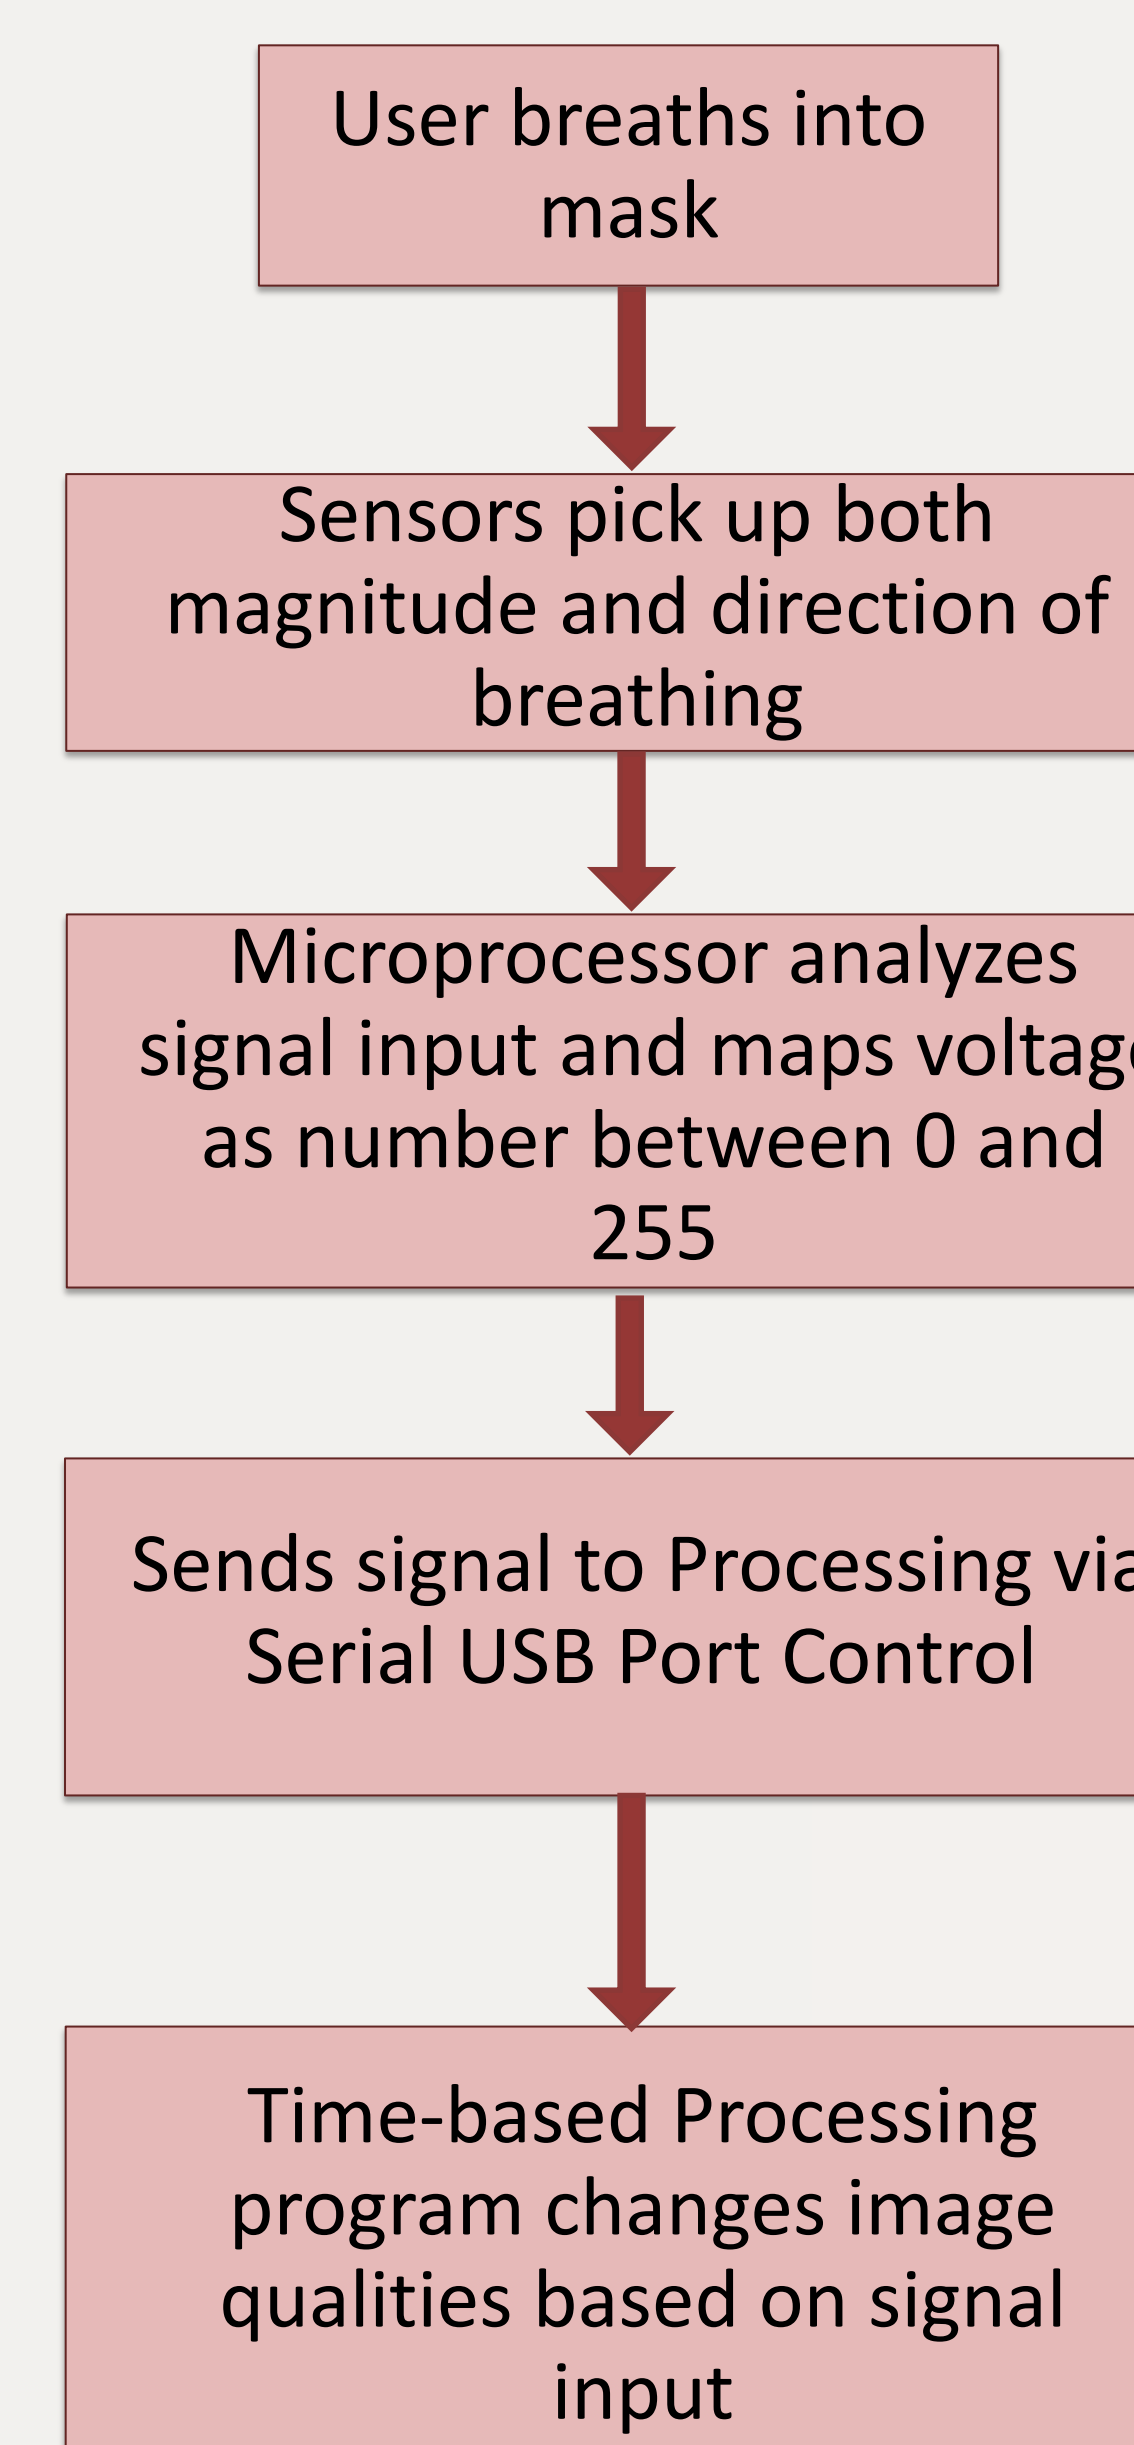 User breaths into
mask
Sensors pick up both
magnitude and direction of
breathing
Microprocessor analyzes
signal input and maps voltage
as number between 0 and
255
Sends signal to Processing via
Serial USB Port Control
Time-based Processing
program changes image
qualities based on signal
input